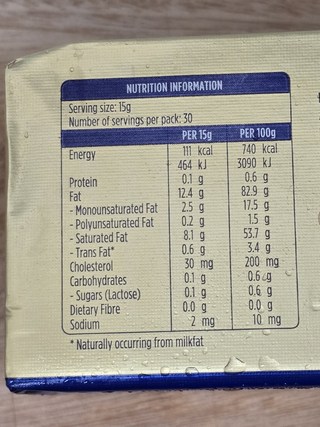 NUTRITION INFORMATION
Serving size: 15g
Number of servings per pack: 30
PER 15g PER 100g
Energy 111 kcal 740 kcal
464 kJ 3090 kJ
Protein 0.1 g 0.6 g
Fat 12.4 g 82.9 g
- Monounsaturated Fat 2.5 g 17.5 g
- Polyunsaturated Fat 0.2 g 1.5 g
- Saturated Fat 8.1 g 53.7 g
- Trans Fat* 0.6 g 3.4 g
Cholesterol 30 mg 200 mg
Carbohydrates 0.1 g 0.6 g
- Sugars (Lactose) 0.1 g 0.6 g
Dietary Fibre 0.0 g 0.0 g
Sodium 2 mg 10 mg
* Naturally occurring from milkfat